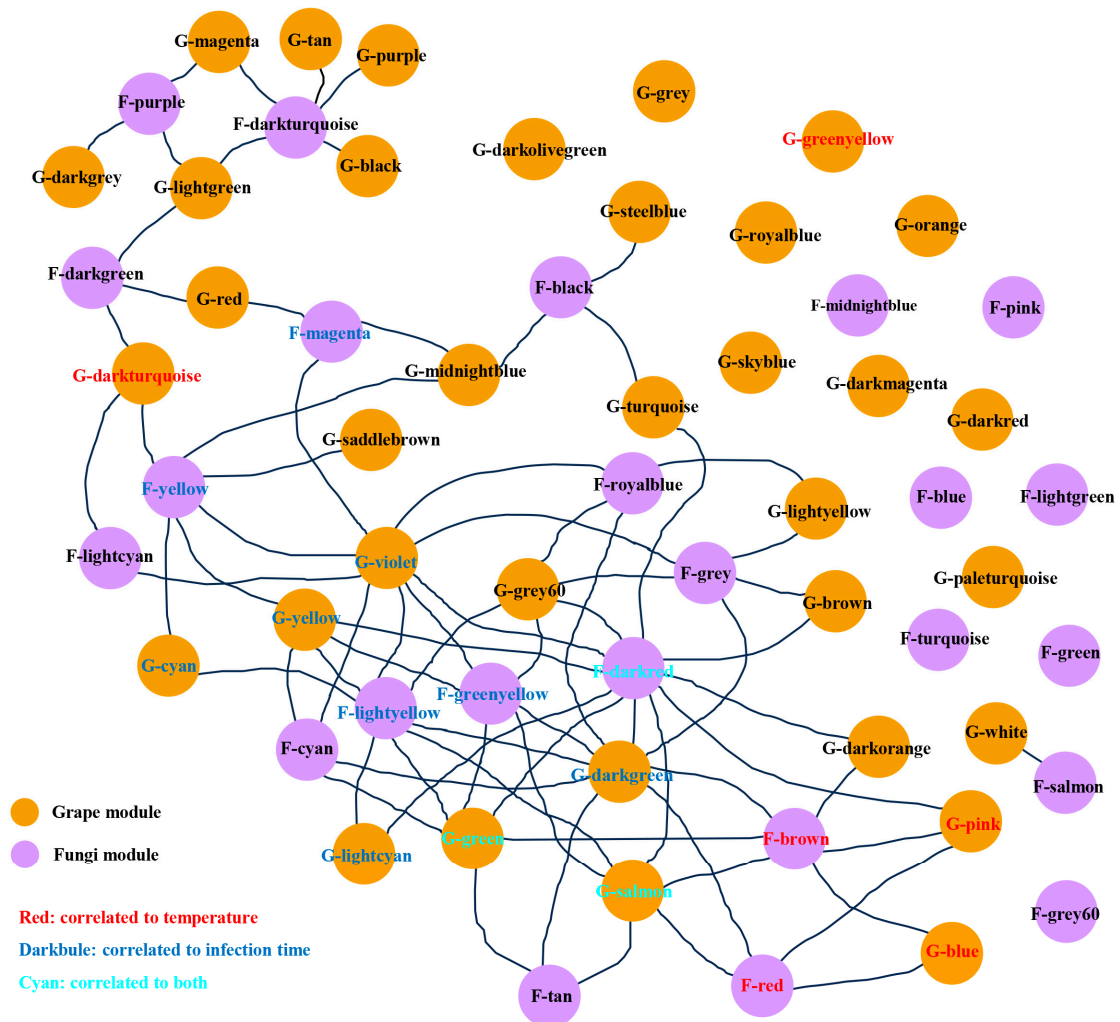 G-magenta
G-tan
G-purple
G-grey
F-purple
F-darkturquoise
G-greenyellow
G-darkolivegreen
G-black
G-darkgrey
G-lightgreen
G-steelblue
G-royalblue
G-orange
F-darkgreen
G-red
F-black
F-midnightblue
F-pink
F-magenta
G-darkturquoise
G-midnightblue
G-skyblue
G-darkmagenta
G-turquoise
G-darkred
G-saddlebrown
F-yellow
F-royalblue
F-blue
F-lightgreen
G-lightyellow
F-lightcyan
G-violet
F-grey
G-grey60
G-paleturquoise
G-brown
G-yellow
F-turquoise
F-green
G-cyan
F-darkred
F-greenyellow
F-lightyellow
G-white
F-cyan
G-darkorange
G-darkgreen
F-salmon
Grape module
G-pink
F-brown
G-green
Fungi module
G-lightcyan
G-salmon
Red: correlated to temperature
F-grey60
Darkbule: correlated to infection time
G-blue
Cyan: correlated to both
F-red
F-tan